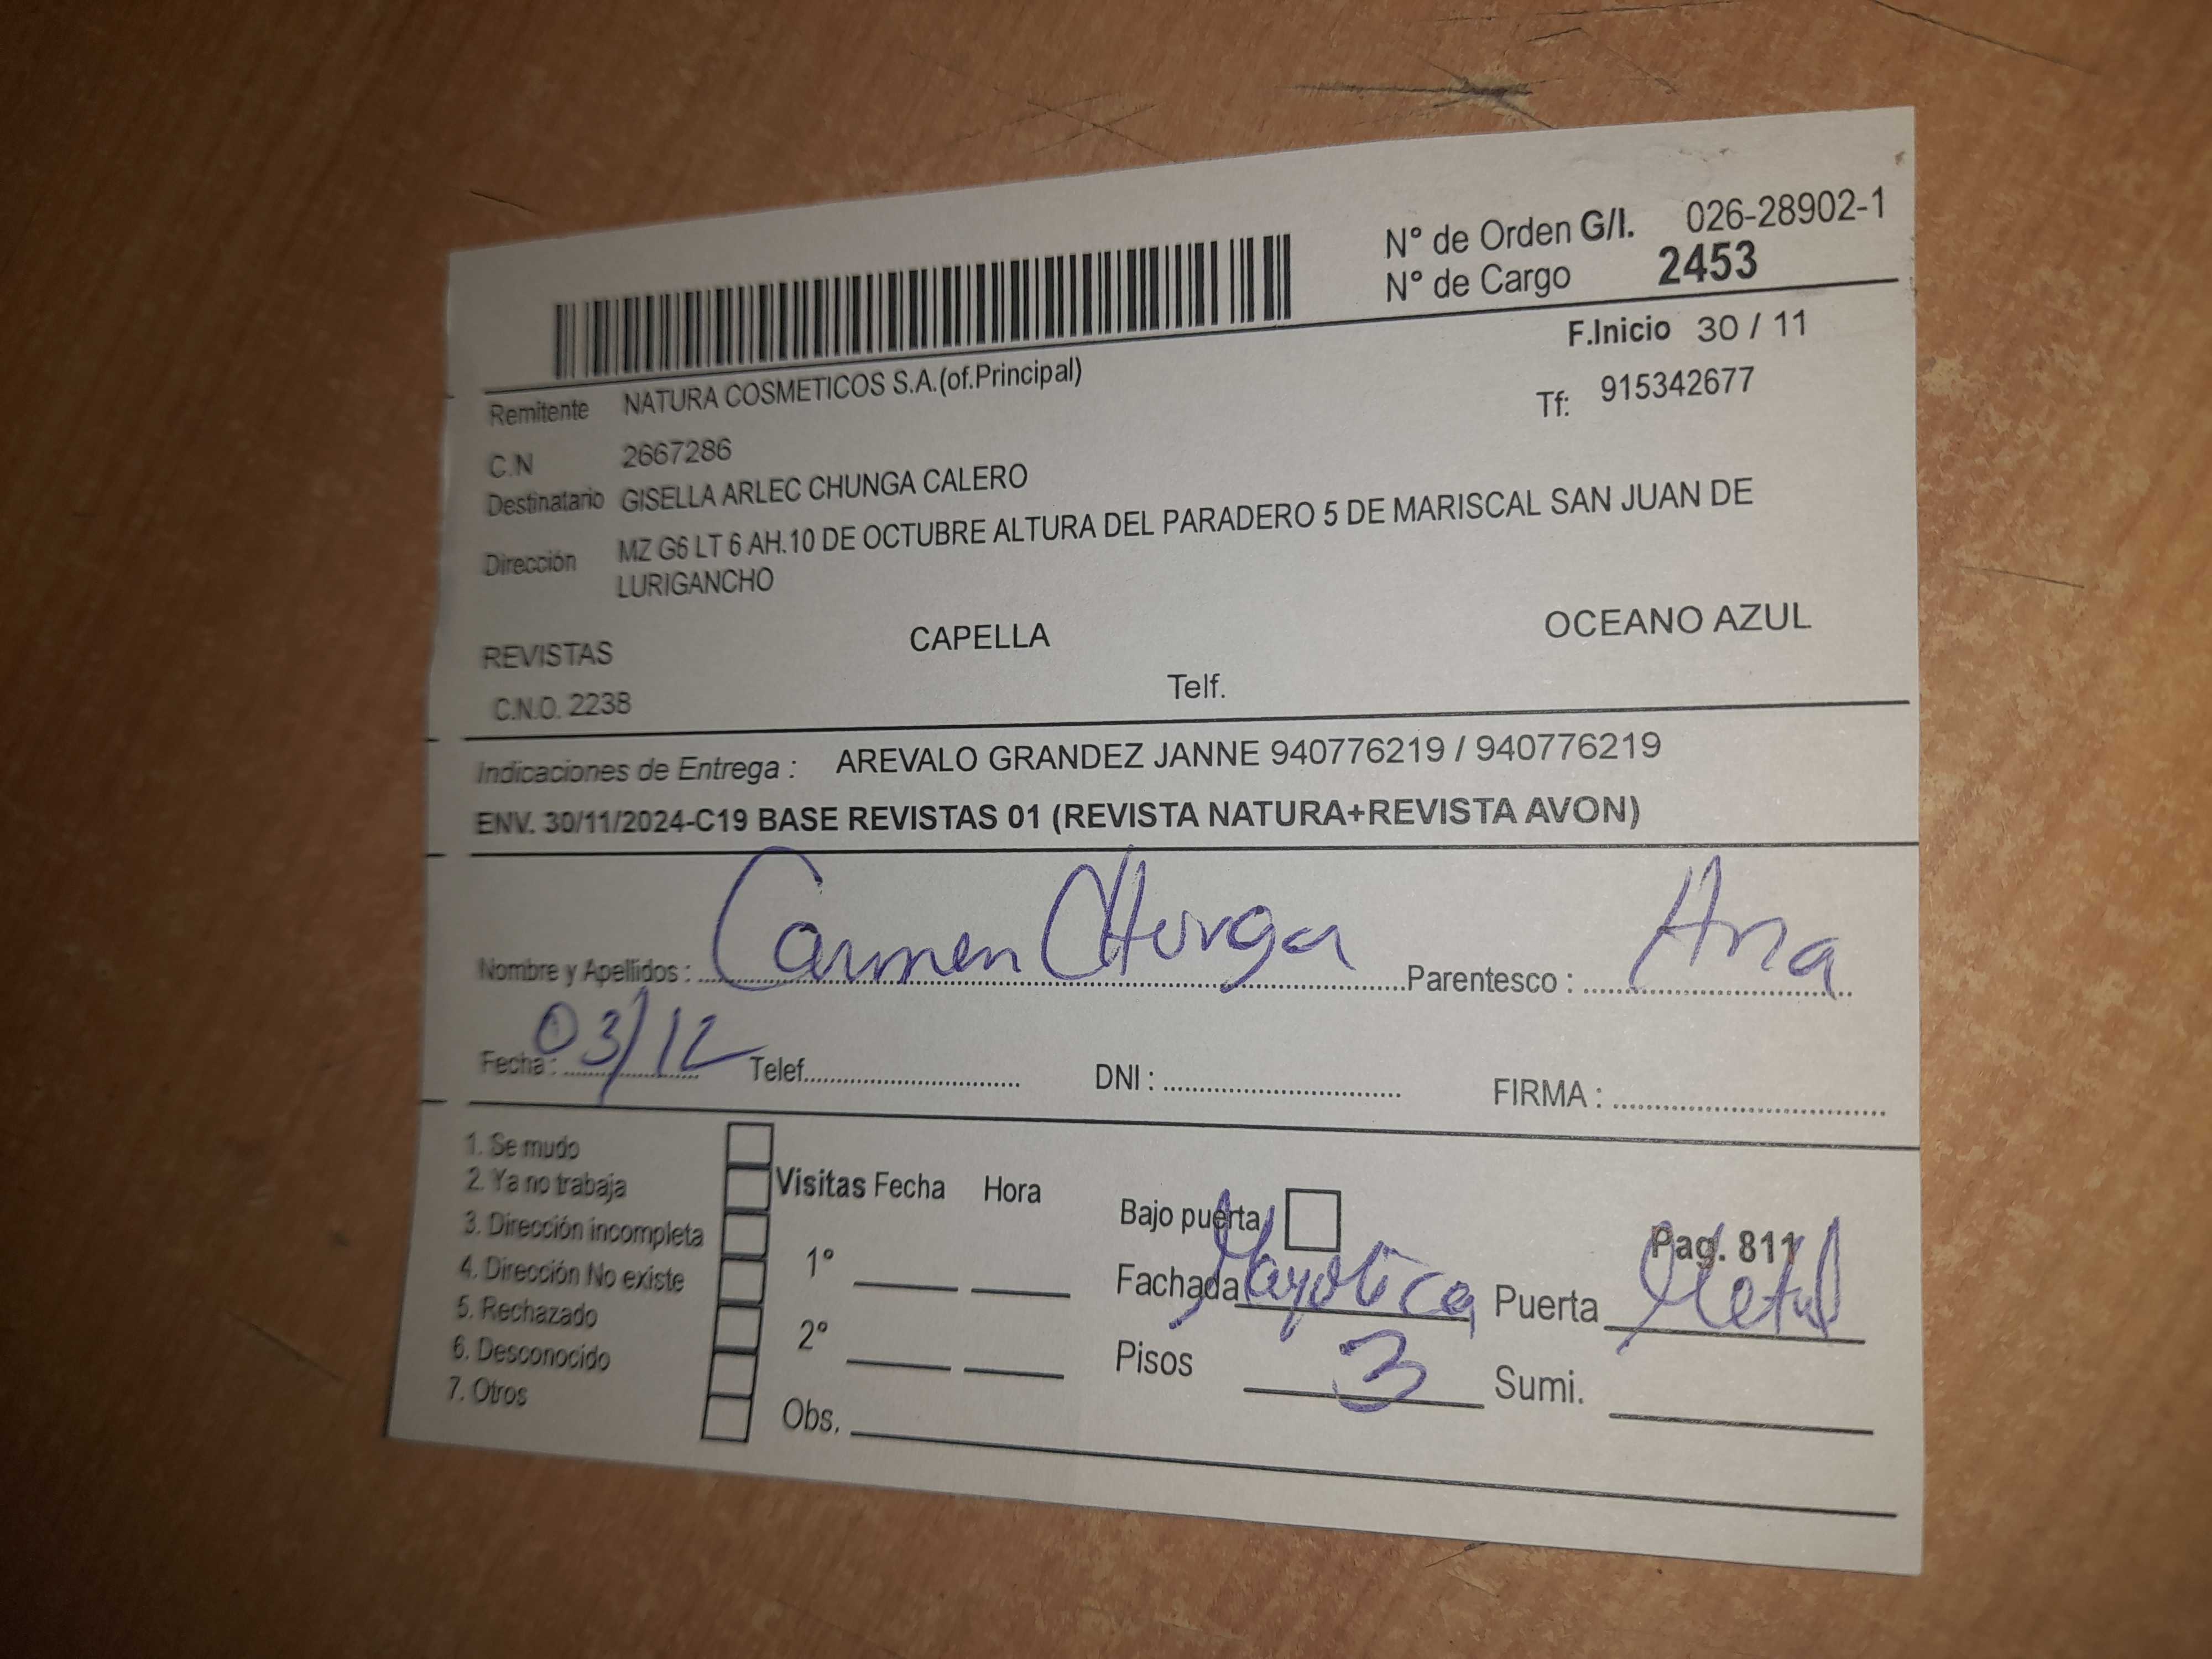 N° de Orden G/I. 026-28902-1
N° de Cargo 2453
F.Inicio 30 / 11
Remitente NATURA COSMETICOS S.A.(of.Principal)
Tf: 915342677
C.N 2667286
Destinatario GISELLA ARLEC CHUNGA CALERO
Dirección MZ G6 LT 6 AH.10 DE OCTUBRE ALTURA DEL PARADERO 5 DE MARISCAL SAN JUAN DE
LURIGANCHO
REVISTAS CAPELLA OCEANO AZUL
C.N.O. 2238 Telf.
Indicaciones de Entrega : AREVALO GRANDEZ JANNE 940776219 / 940776219
ENV. 30/11/2024-C19 BASE REVISTAS 01 (REVISTA NATURA+REVISTA AVON)
Nombre y Apellidos : Carmen CHunga Parentesco :
Fecha : 03/12 Telef. DNI : FIRMA :
1. Se mudo
2. Ya no trabaja
3. Dirección incompleta
4. Dirección No existe
5. Rechazado
6. Desconocido
7. Otros
Visitas Fecha Hora
1°
2°
Obs.
Bajo puerta
Pag. 811
Fachada Mayolica Puerta Metal
Pisos 3 Sumi.